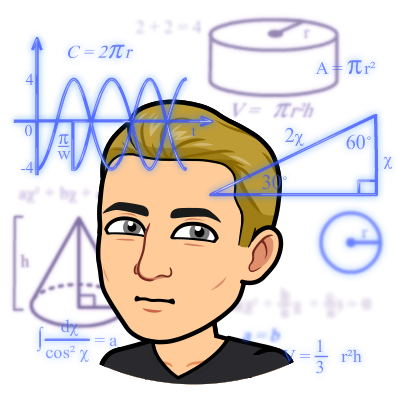 2 + 2 = 4
C = 2πr
r
4
A = πr²
0
t
V = πr²h
π
w
2χ
60°
χ
-4
30°
h
r
dχ
∫ = a
cos² χ
a = b
V = 1/3 r²h